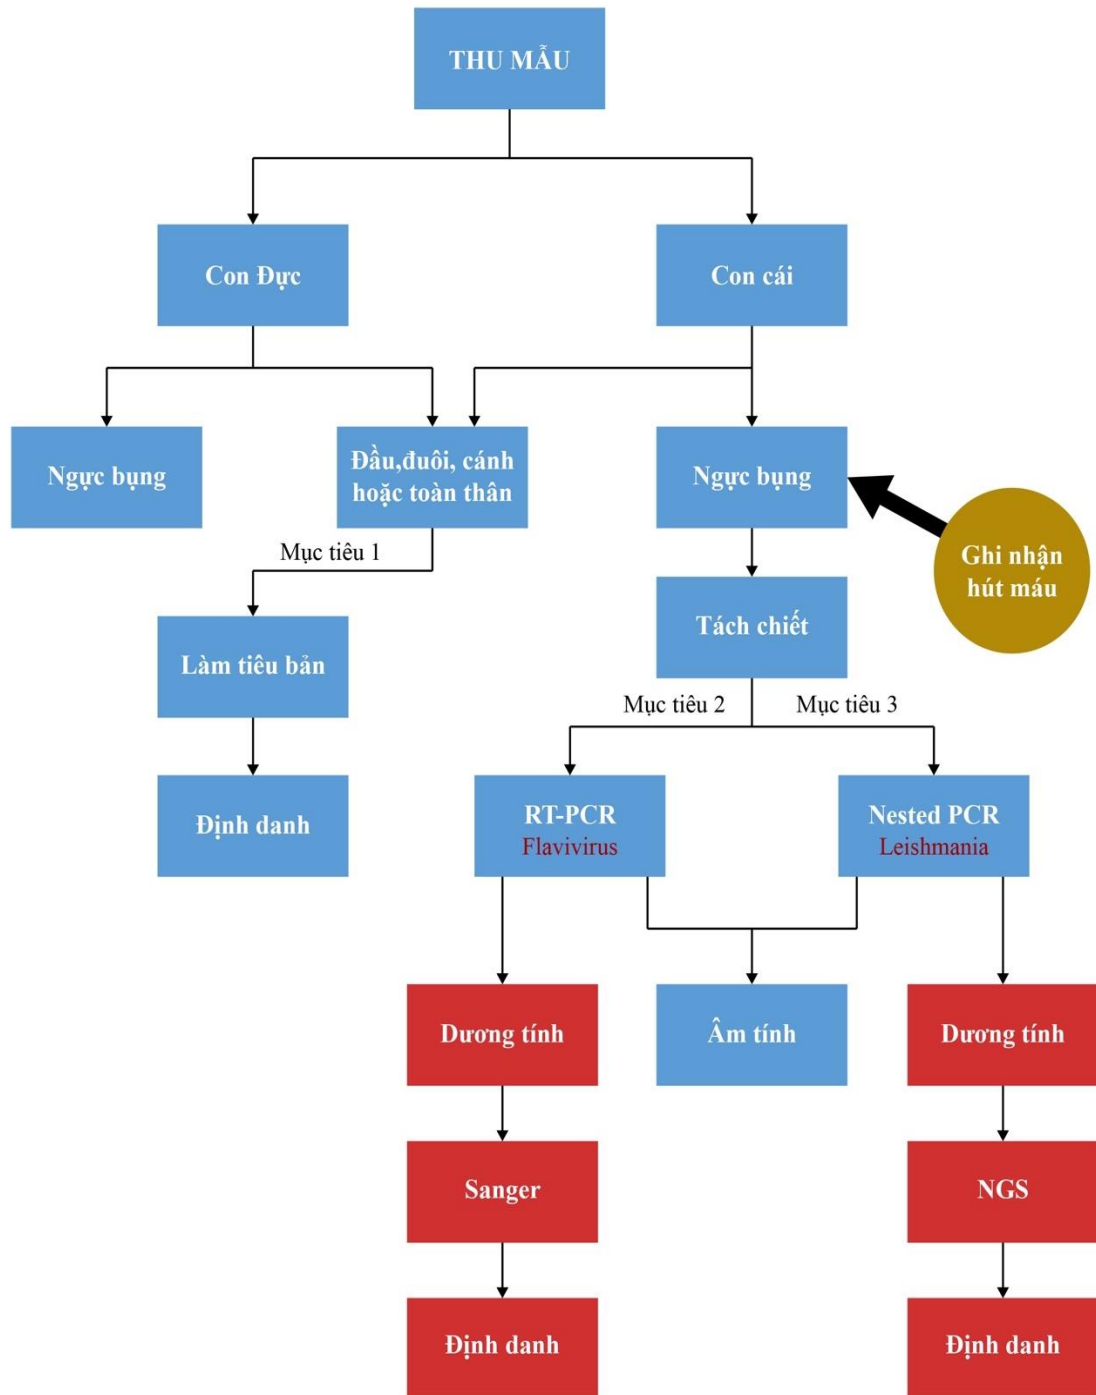 THU MẪU
Con Đực
Con cái
Ngực bụng
Đầu,đuôi, cánh
hoặc toàn thân
Ngực bụng
Ghi nhận
hút máu
Mục tiêu 1
Làm tiêu bản
Tách chiết
Mục tiêu 2
Mục tiêu 3
Định danh
RT-PCR
Flavivirus
Nested PCR
Leishmania
Dương tính
Âm tính
Dương tính
Sanger
NGS
Định danh
Định danh